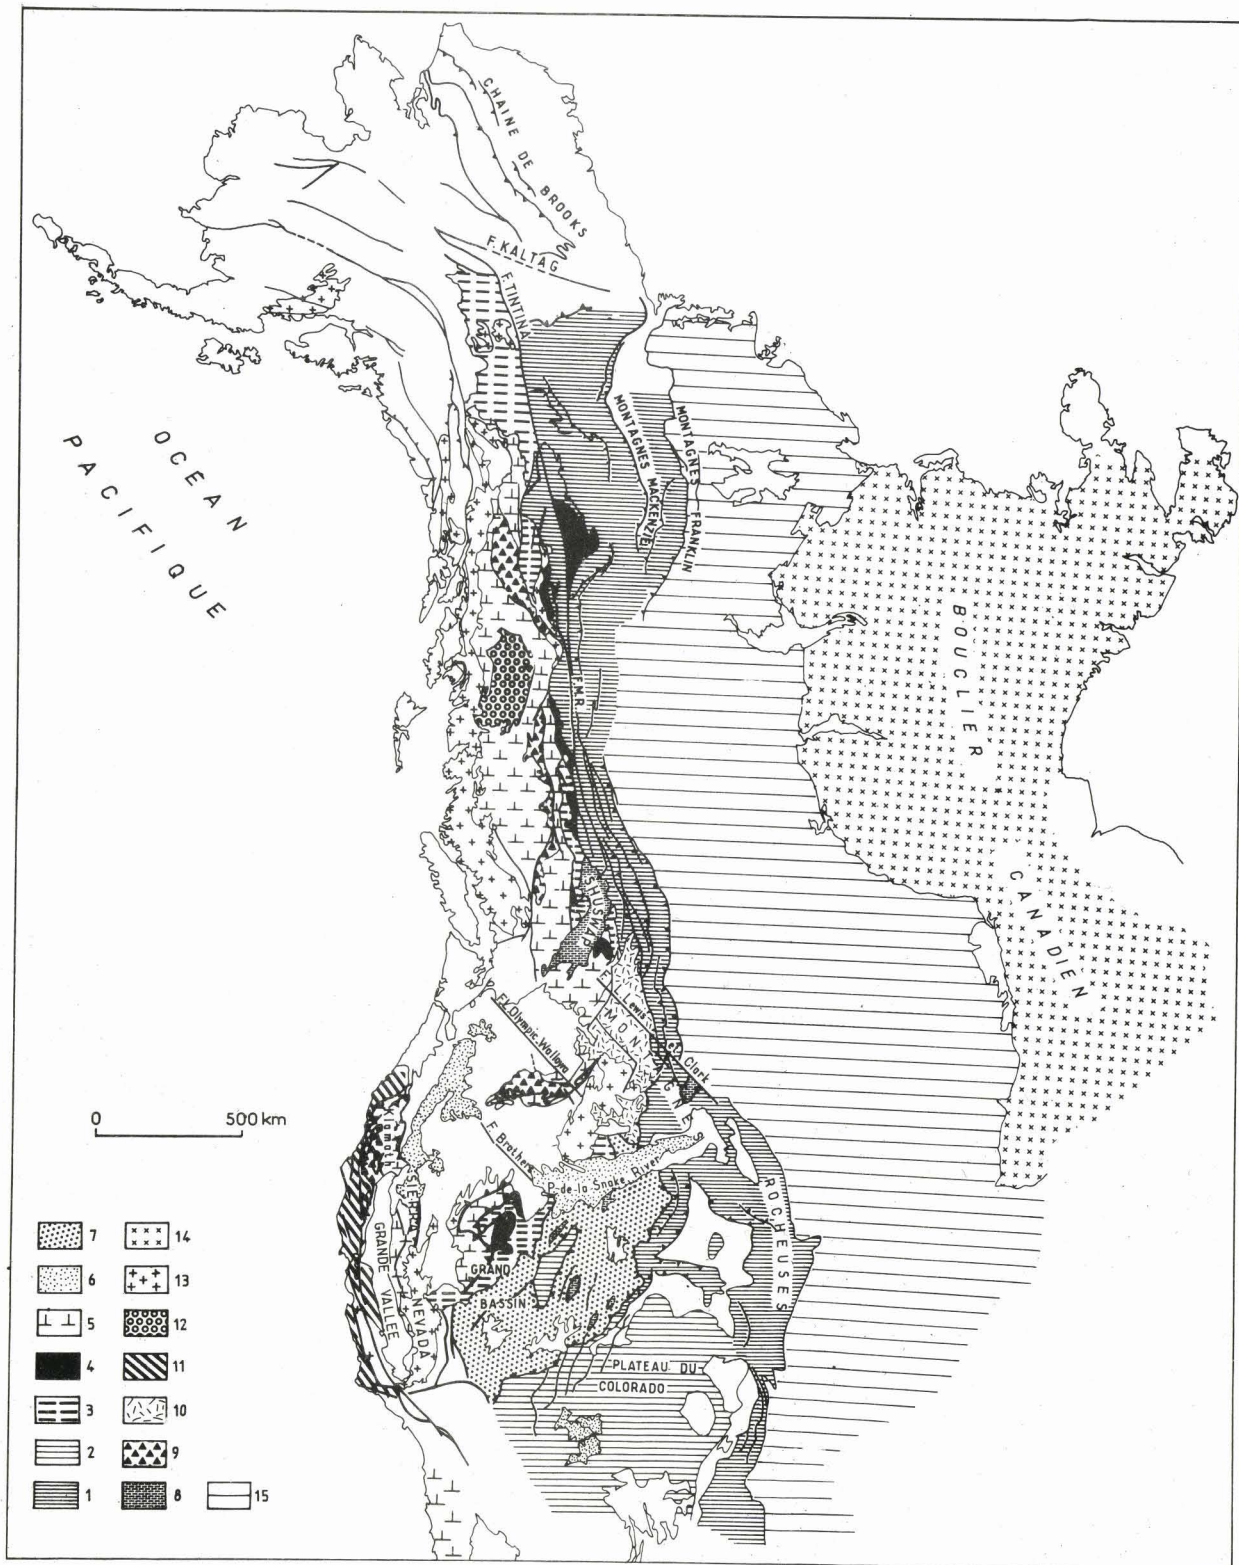 CHAINE DE BROOKS
F. KALTAG
F. TINTINA
MONTAGNES MACKENZIE
MONTAGNES FRANKLIN
OCEAN
PACIFIQUE
BOUCLIER
CANADIEN
F.M.R.
SHUSWAP
F. L. Lewis et Clark
F. Olympic-Wallowa
0 500 km
Klamath
F. Brothers
P. de la Snake River
ROCHEUSES
SIERRA
NEVADA
GRANDE
VALLEE
GRAND
BASSIN
PLATEAU DU
COLORADO
7 14
6 13
5 12
4 11
3 10
2 9
1 8 15